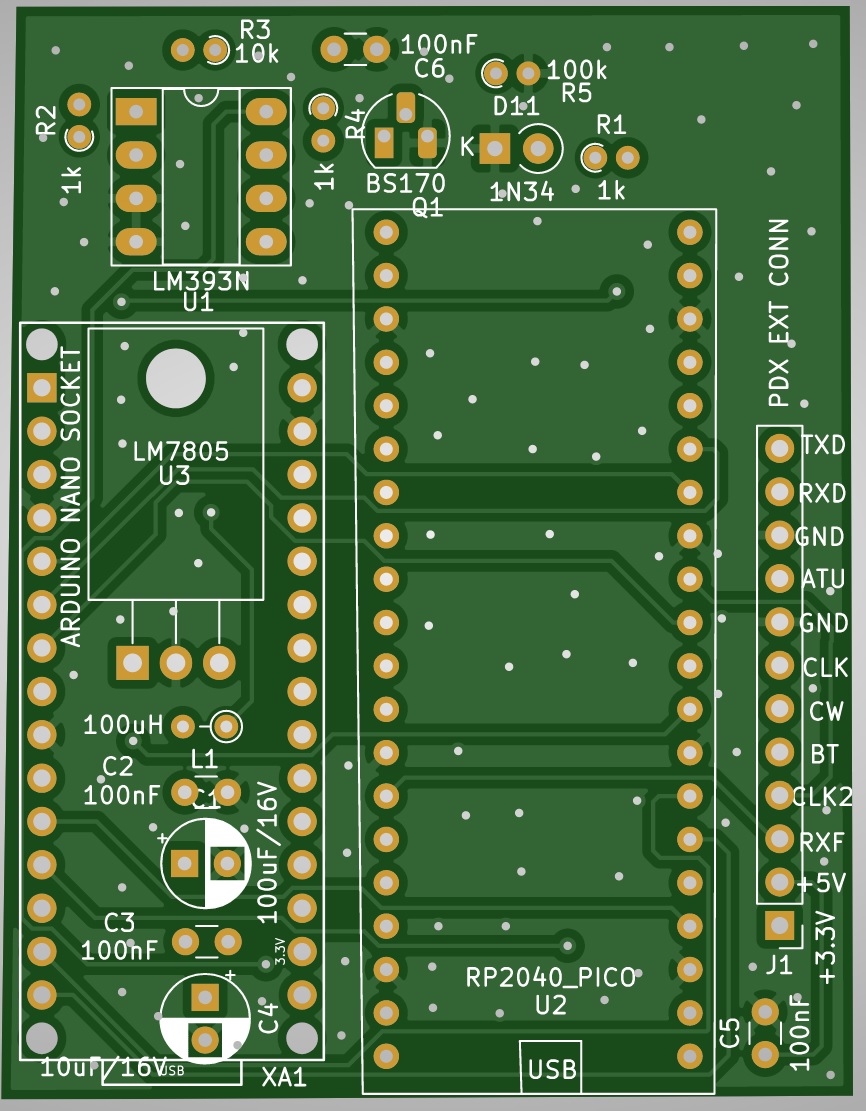 R3
10k
100nF
C6
100k
R5
D11
R2
1k
R4
1k
BS170
Q1
K
1N34
R1
1k
LM393N
U1
PDX EXT CONN
ARDUINO NANO SOCKET
LM7805
U3
TXD
RXD
GND
ATU
GND
CLK
CW
BT
CLK2
RXF
+5V
+3.3V
J1
100uH
L1
C2
100nF
C1
+
100uF/16V
C3
100nF
3.3V
+
C4
10uF/16V
USB
XA1
RP2040_PICO
U2
USB
C5
100nF